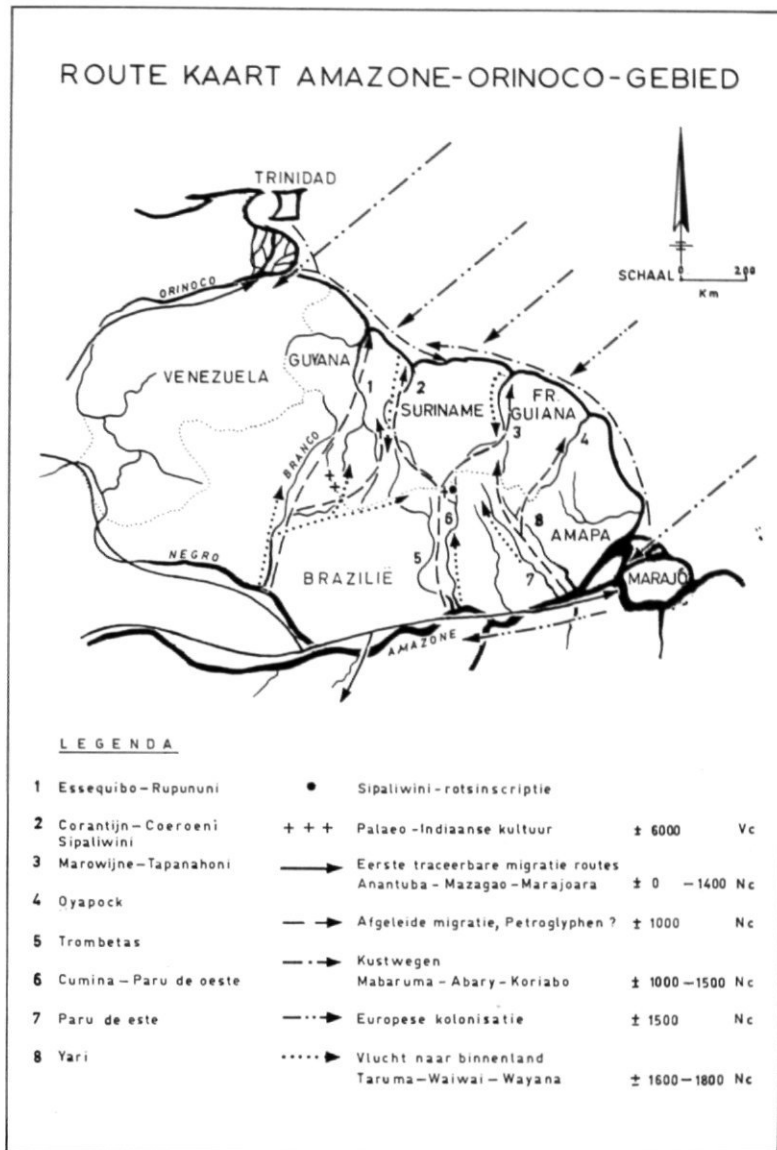 ROUTE KAART AMAZONE-ORINOCO-GEBIED
TRINIDAD
SCHAAL 0 200
Km
ORINOCO
VENEZUELA
GUYANA
1
2
SURINAME
FR.
GUIANA
3
4
BRANCO
6
8
AMAPA
5
7
NEGRO
BRAZILIË
MARAJÓ
AMAZONE
LEGENDA
1 Essequibo-Rupununi
2 Corantijn-Coeroeni
Sipaliwini
3 Marowijne-Tapanahoni
4 Oyapock
5 Trombetas
6 Cumina-Paru de oeste
7 Paru de este
8 Yari
Sipaliwini-rotsinscriptie
+ + + Palaeo-Indiaanse kultuur ± 6000 Vc
Eerste traceerbare migratie routes
Anantuba-Mazagao-Marajoara ± 0 -1400 Nc
Afgeleide migratie, Petroglyphen ? ± 1000 Nc
Kustwegen
Mabaruma-Abary-Koriabo ± 1000-1500 Nc
Europese kolonisatie ± 1500 Nc
Vlucht naar binnenland
Taruma-Waiwai-Wayana ± 1600-1800 Nc